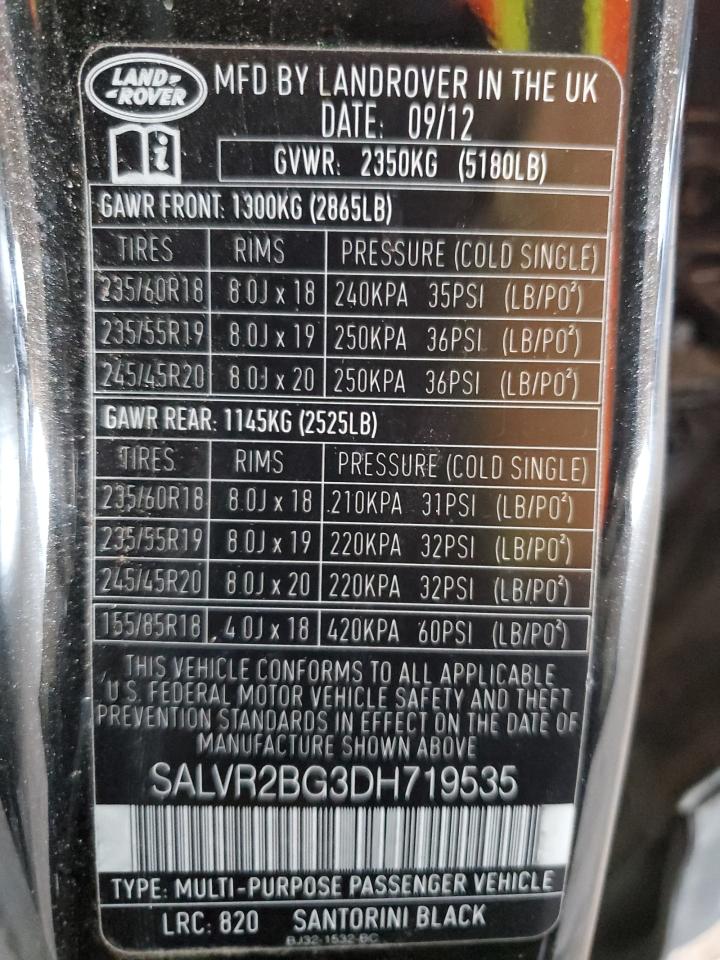 LAND ROVER
MFD BY LANDROVER IN THE UK
DATE: 09/12
GVWR: 2350KG (5180LB)
GAWR FRONT: 1300KG (2865LB)
TIRES RIMS PRESSURE (COLD SINGLE)
235/60R18 8.0J x 18 240KPA 35PSI (LB/PO²)
235/55R19 8.0J x 19 250KPA 36PSI (LB/PO²)
245/45R20 8.0J x 20 250KPA 36PSI (LB/PO²)
GAWR REAR: 1145KG (2525LB)
TIRES RIMS PRESSURE (COLD SINGLE)
235/60R18 8.0J x 18 210KPA 31PSI (LB/PO²)
235/55R19 8.0J x 19 220KPA 32PSI (LB/PO²)
245/45R20 8.0J x 20 220KPA 32PSI (LB/PO²)
155/85R18 4.0J x 18 420KPA 60PSI (LB/PO²)
THIS VEHICLE CONFORMS TO ALL APPLICABLE
U.S. FEDERAL MOTOR VEHICLE SAFETY AND THEFT
PREVENTION STANDARDS IN EFFECT ON THE DATE OF
MANUFACTURE SHOWN ABOVE
SALVR2BG3DH719535
TYPE: MULTI-PURPOSE PASSENGER VEHICLE
LRC: 820 SANTORINI BLACK
BJ32-1532-BC